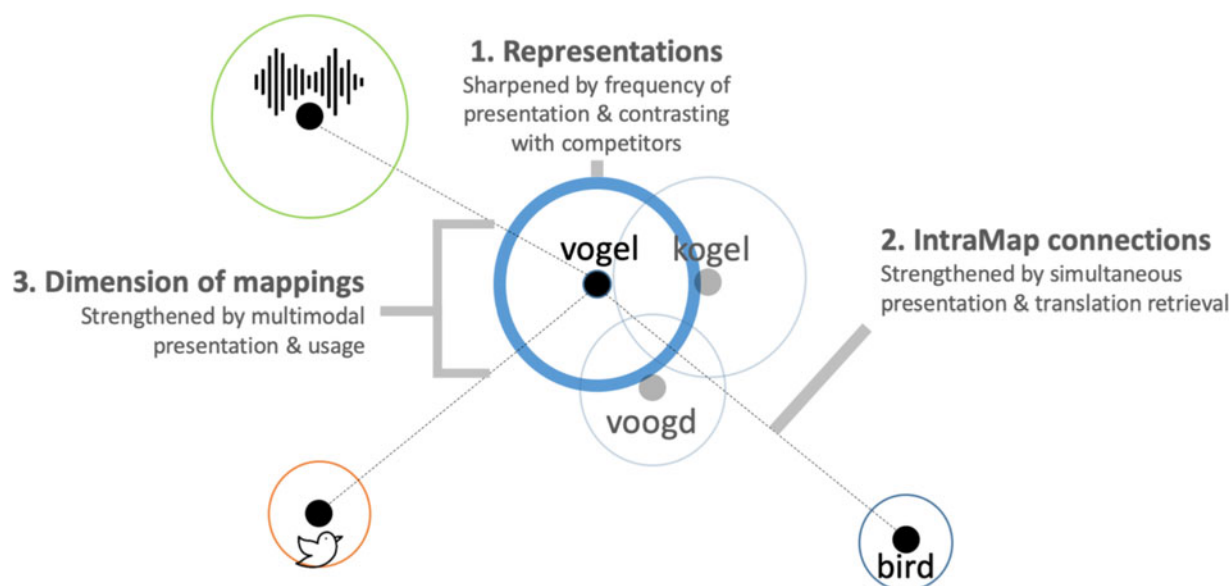 1. Representations
Sharpened by frequency of
presentation & contrasting
with competitors
vogel
kogel
voogd
2. IntraMap connections
Strengthened by simultaneous
presentation & translation retrieval
3. Dimension of mappings
Strengthened by multimodal
presentation & usage
bird